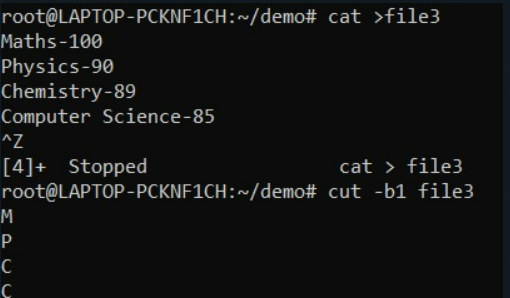 root@LAPTOP-PCKNF1CH:~/demo# cat >file3
Maths-100
Physics-90
Chemistry-89
Computer Science-85
^Z
[4]+  Stopped                 cat > file3
root@LAPTOP-PCKNF1CH:~/demo# cut -b1 file3
M
P
C
C